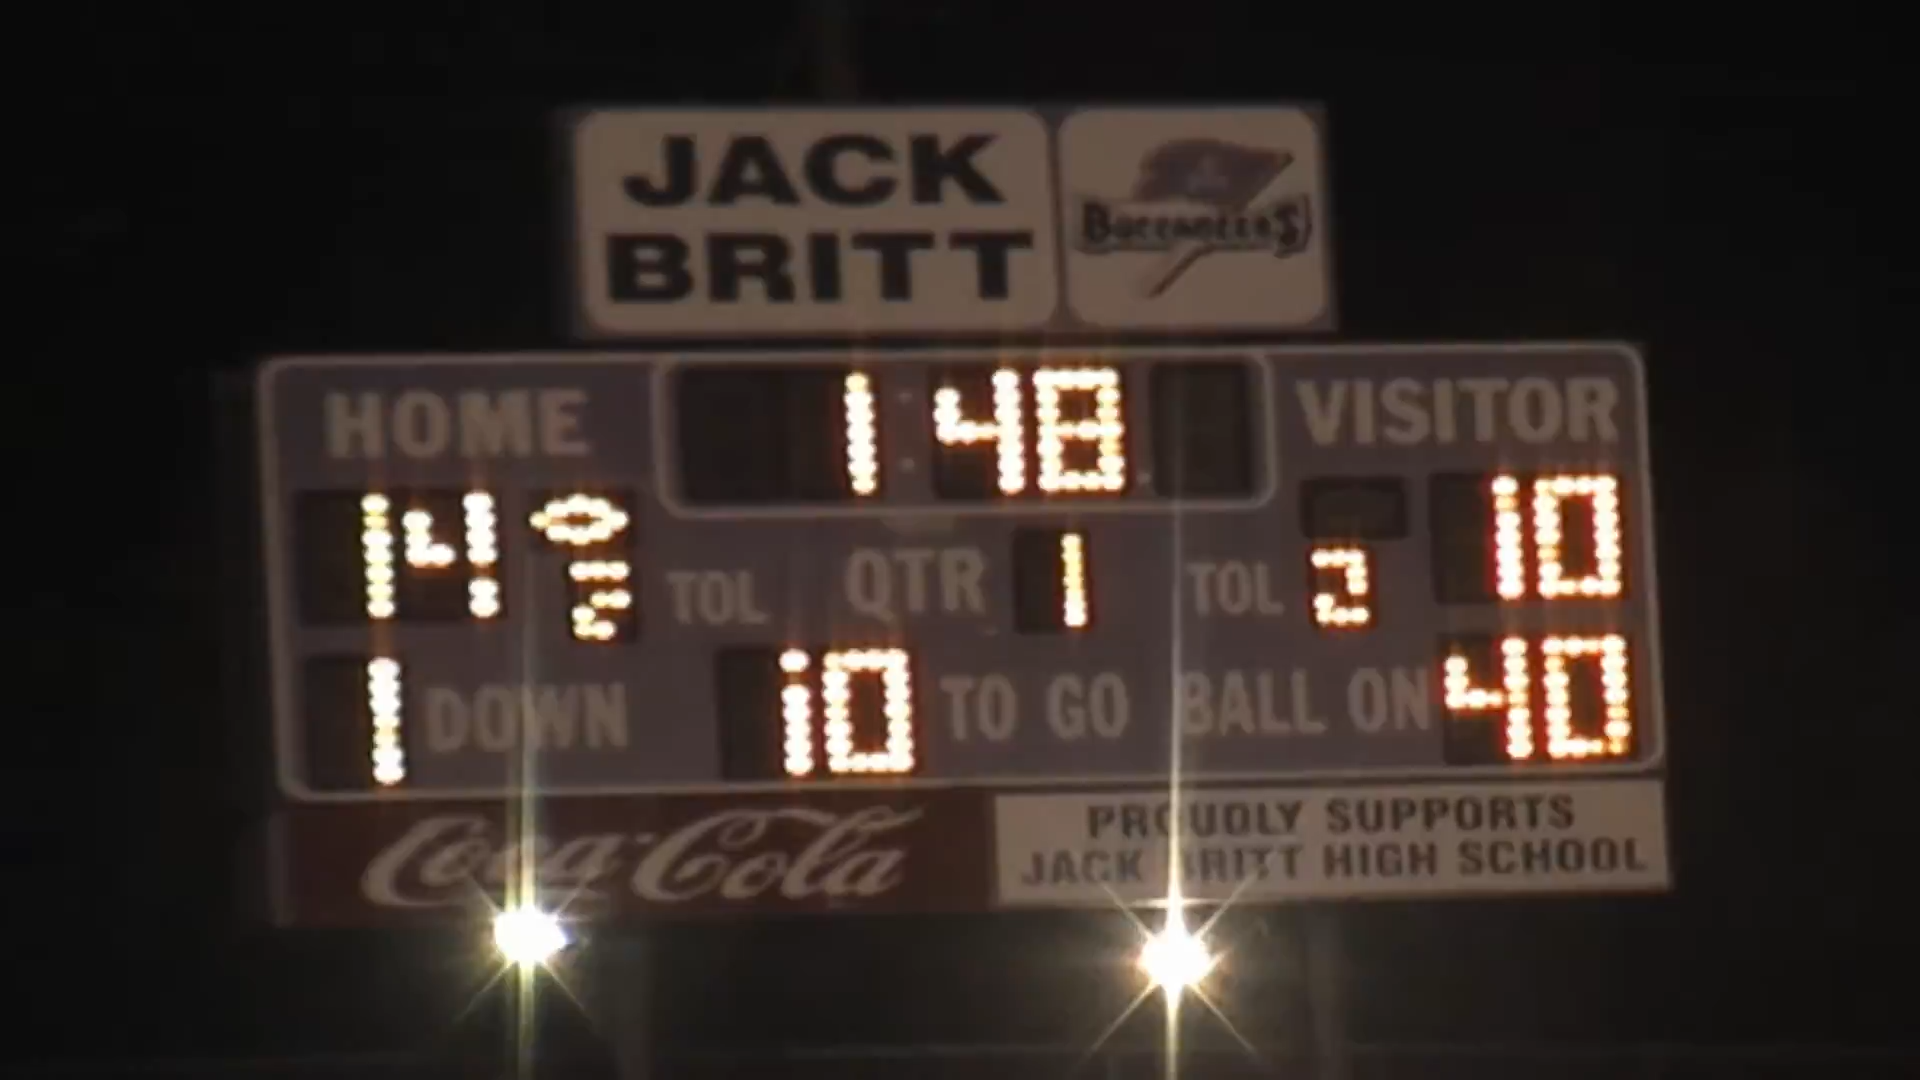 JACK
BRITT
Buccaneers
HOME 1:48 VISITOR
14 2 TOL QTR 1 TOL 2 10
1 DOWN 10 TO GO BALL ON 40
Coca-Cola
PROUDLY SUPPORTS
JACK BRITT HIGH SCHOOL